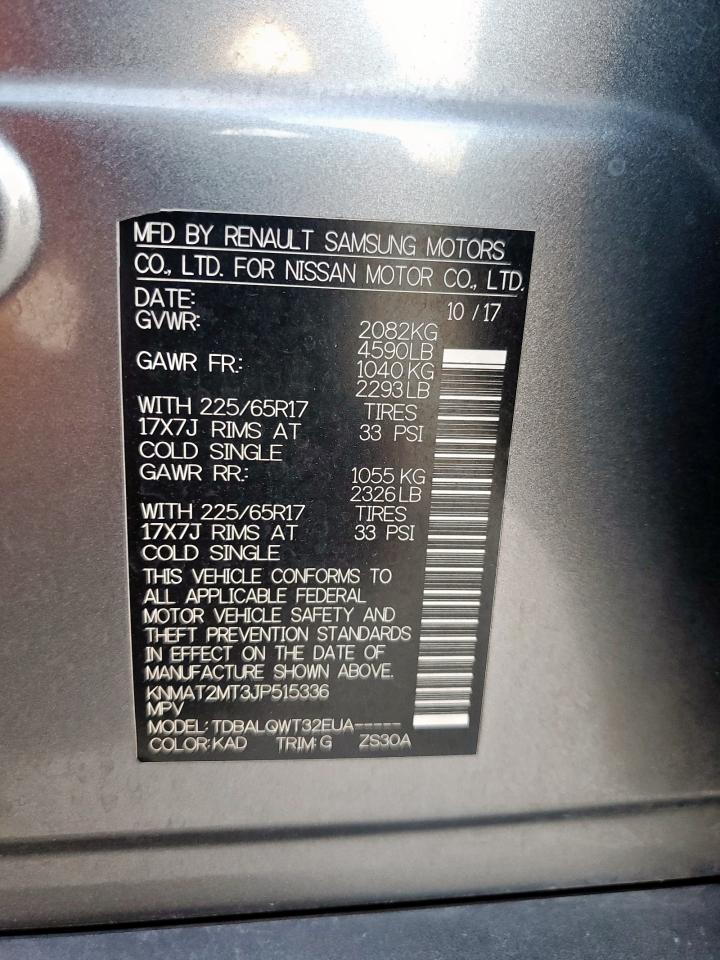 MFD BY RENAULT SAMSUNG MOTORS
CO., LTD. FOR NISSAN MOTOR CO., LTD.
DATE: 10 / 17
GVWR: 2082KG
4590LB
GAWR FR.: 1040 KG
2293 LB
WITH 225/65R17 TIRES
17X7J RIMS AT 33 PSI
COLD SINGLE
GAWR RR.: 1055 KG
2326 LB
WITH 225/65R17 TIRES
17X7J RIMS AT 33 PSI
COLD SINGLE
THIS VEHICLE CONFORMS TO
ALL APPLICABLE FEDERAL
MOTOR VEHICLE SAFETY AND
THEFT PREVENTION STANDARDS
IN EFFECT ON THE DATE OF
MANUFACTURE SHOWN ABOVE.
KNMAT2MT3JP515336
MPV
MODEL: TDBALQWT32EUA-----
COLOR: KAD TRIM: G ZS30A